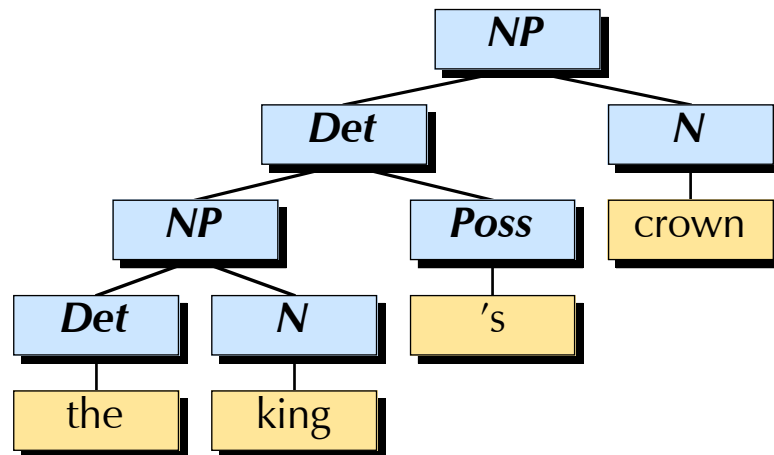 NP
Det N
NP Poss crown
Det N 's
the king